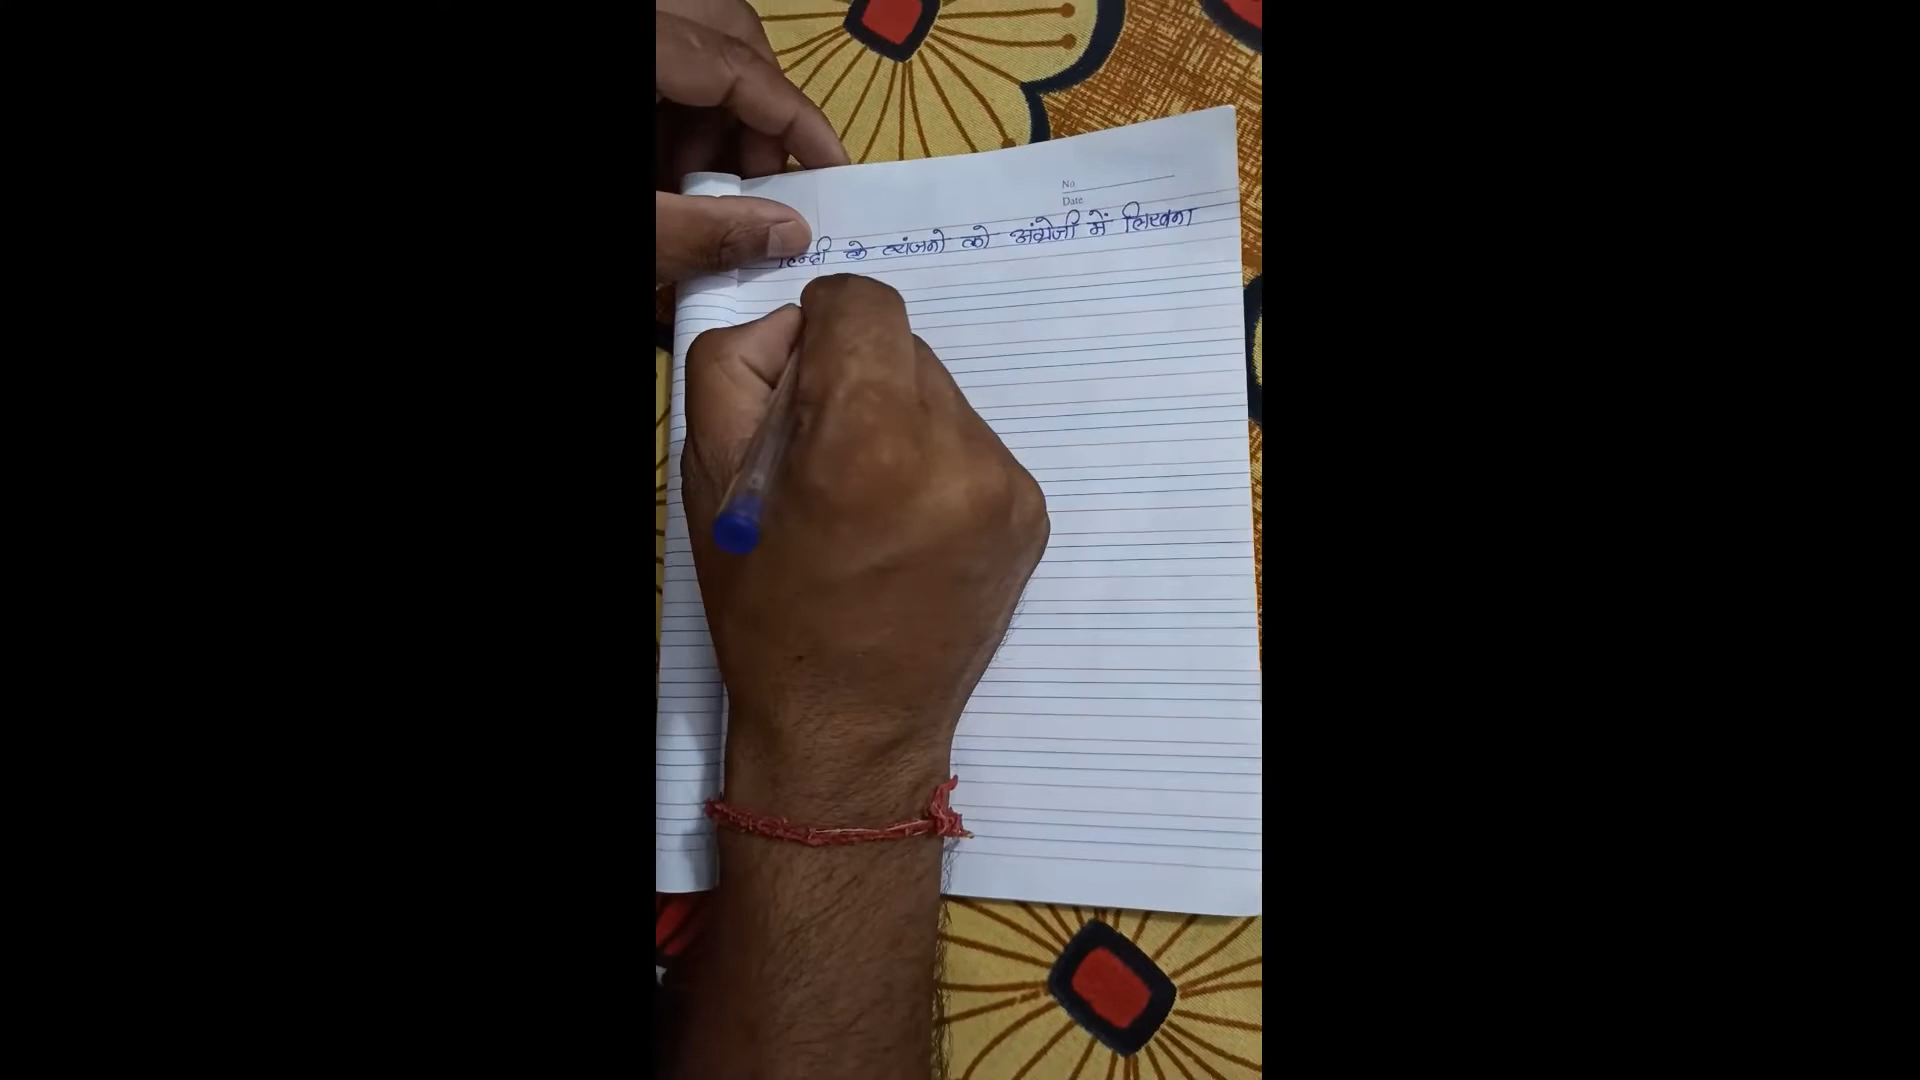 No
Date
हिन्दी के व्यंजनो को अंग्रेजी में लिखना